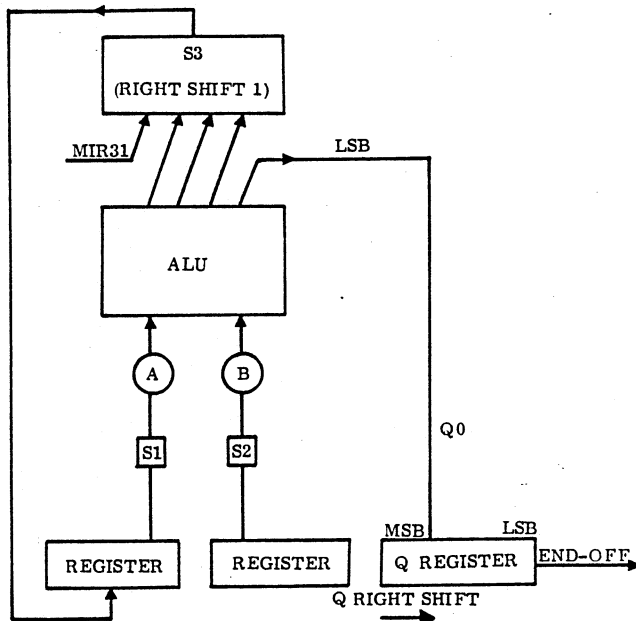 S3
(RIGHT SHIFT 1)
MIR31
LSB
ALU
A
B
Q0
S1
S2
MSB
LSB
REGISTER
REGISTER
Q REGISTER
END-OFF
Q RIGHT SHIFT